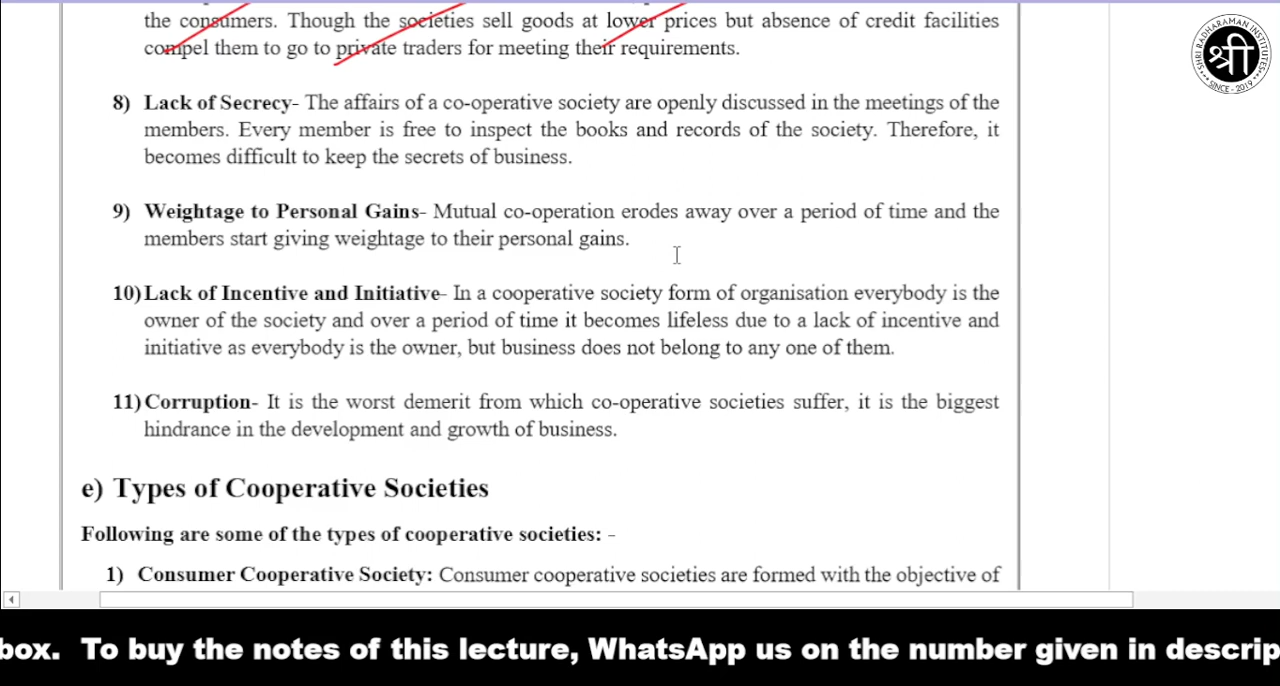 the consumers. Though the societies sell goods at lower prices but absence of credit facilities
compel them to go to private traders for meeting their requirements.
8) Lack of Secrecy- The affairs of a co-operative society are openly discussed in the meetings of the
members. Every member is free to inspect the books and records of the society. Therefore, it
becomes difficult to keep the secrets of business.
9) Weightage to Personal Gains- Mutual co-operation erodes away over a period of time and the
members start giving weightage to their personal gains.
10) Lack of Incentive and Initiative- In a cooperative society form of organisation everybody is the
owner of the society and over a period of time it becomes lifeless due to a lack of incentive and
initiative as everybody is the owner, but business does not belong to any one of them.
11) Corruption- It is the worst demerit from which co-operative societies suffer, it is the biggest
hindrance in the development and growth of business.
e) Types of Cooperative Societies
Following are some of the types of cooperative societies: -
1) Consumer Cooperative Society: Consumer cooperative societies are formed with the objective of
SHRI RADHARAMAN INSTITUTES
श्री
SINCE - 2019
box. To buy the notes of this lecture, WhatsApp us on the number given in descrip